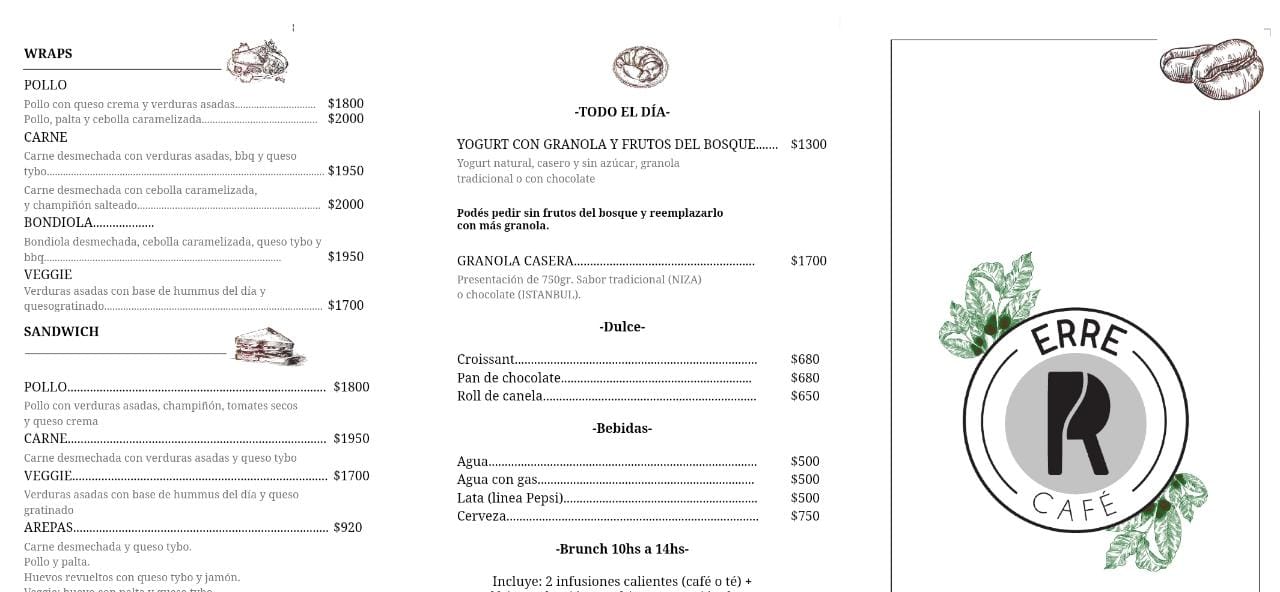 WRAPS
POLLO
Pollo con queso crema y verduras asadas............................. $1800
Pollo, palta y cebolla caramelizada.......................................... $2000
CARNE
Carne desmechada con verduras asadas, bbq y queso
tybo.................................................................................................... $1950
Carne desmechada con cebolla caramelizada,
y champiñón salteado.................................................................. $2000
BONDIOLA...................
Bondiola desmechada, cebolla caramelizada, queso tybo y
bbq..................................................................................... $1950
VEGGIE
Verduras asadas con base de hummus del día y
quesogratinado............................................................................... $1700
SANDWICH
POLLO................................................................................ $1800
Pollo con verduras asadas, champiñón, tomates secos
y queso crema
CARNE................................................................................ $1950
Carne desmechada con verduras asadas y queso tybo
VEGGIE............................................................................... $1700
Verduras asadas con base de hummus del día y queso
gratinado
AREPAS............................................................................... $920
Carne desmechada y queso tybo.
Pollo y palta.
Huevos revueltos con queso tybo y jamón.
-TODO EL DÍA-
YOGURT CON GRANOLA Y FRUTOS DEL BOSQUE....... $1300
Yogurt natural, casero y sin azúcar, granola
tradicional o con chocolate
Podés pedir sin frutos del bosque y reemplazarlo
con más granola.
GRANOLA CASERA....................................................... $1700
Presentación de 750gr. Sabor tradicional (NIZA)
o chocolate (ISTANBUL).
-Dulce-
Croissant.......................................................................... $680
Pan de chocolate.......................................................... $680
Roll de canela................................................................. $650
-Bebidas-
Agua.................................................................................. $500
Agua con gas.................................................................. $500
Lata (linea Pepsi)........................................................... $500
Cerveza............................................................................. $750
-Brunch 10hs a 14hs-
Incluye: 2 infusiones calientes (café o té) +
ERRE
R
CAFÉ